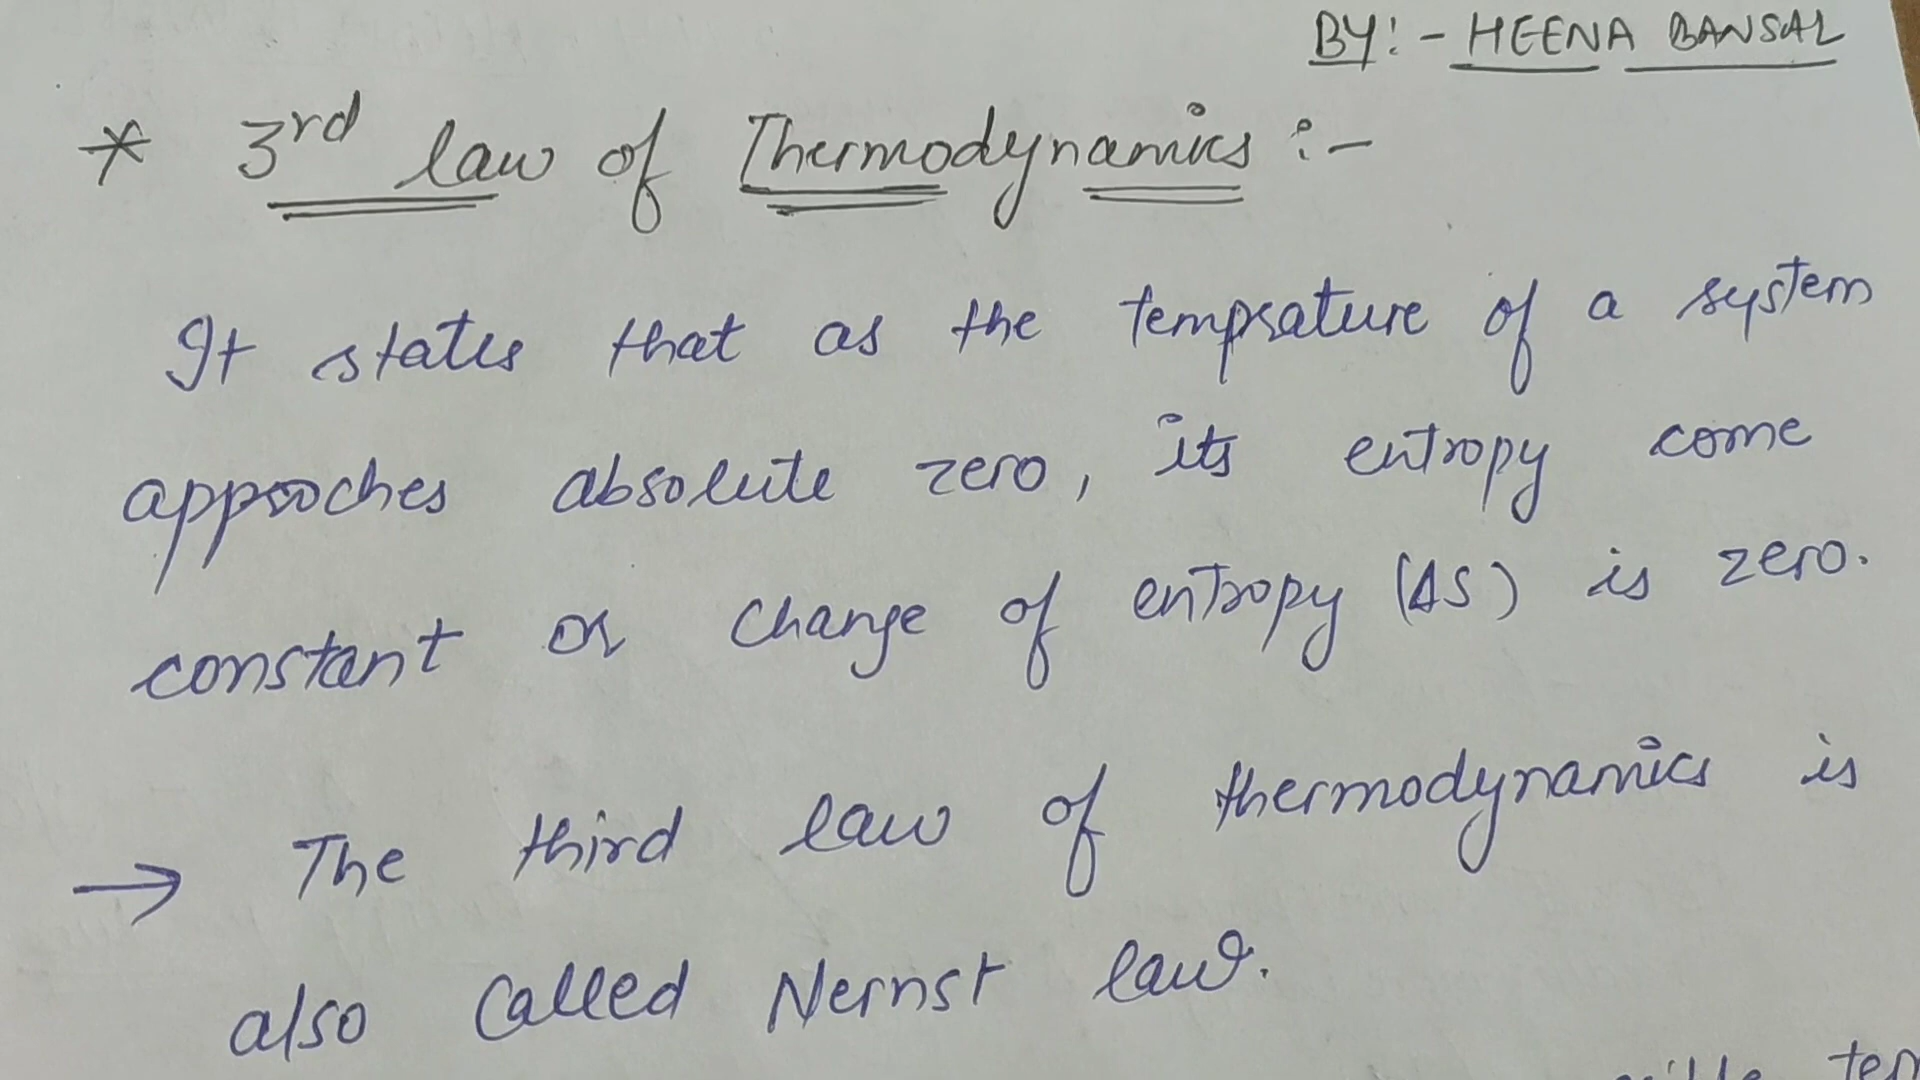 BY:- HEENA BANSAL
* 3rd law of Thermodynamics :-
It states that as the temprature of a system
approches absolute zero, its entropy come
constant or change of entropy (ΔS) is zero.
→ The third law of thermodynamics is
also called Nernst law.